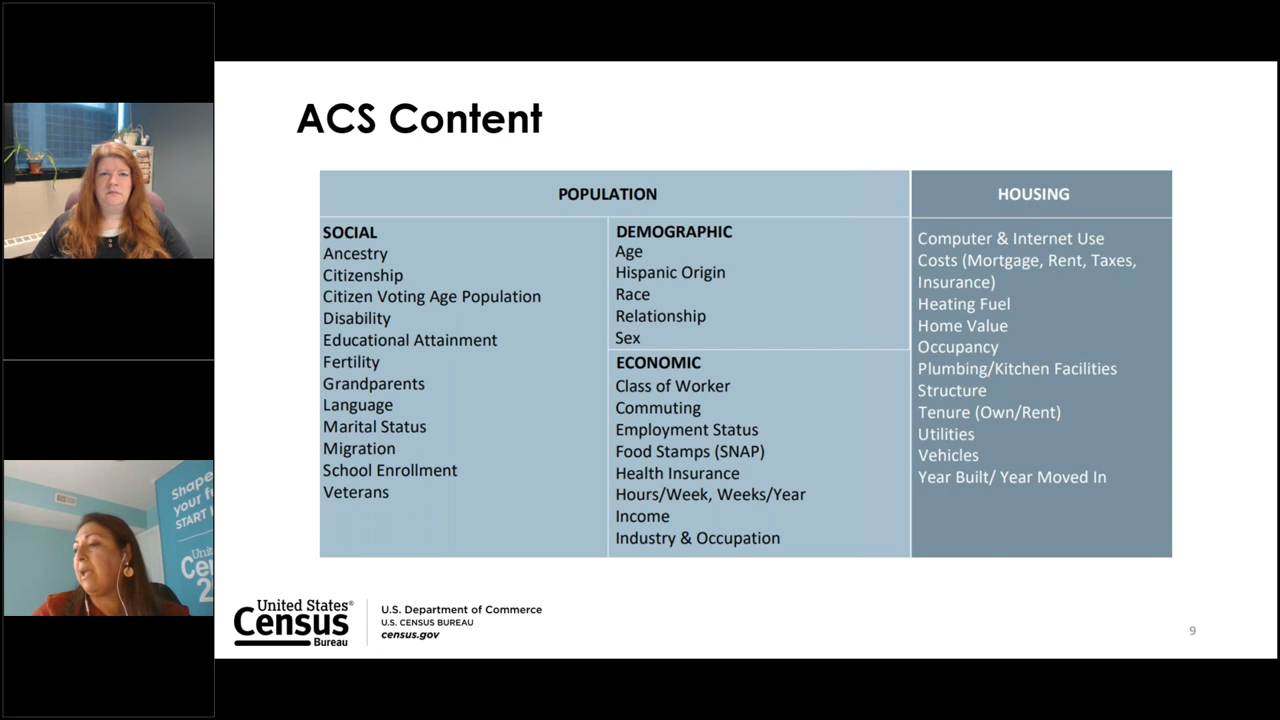 ACS Content
POPULATION
HOUSING
SOCIAL
Ancestry
Citizenship
Citizen Voting Age Population
Disability
Educational Attainment
Fertility
Grandparents
Language
Marital Status
Migration
School Enrollment
Veterans
DEMOGRAPHIC
Age
Hispanic Origin
Race
Relationship
Sex
ECONOMIC
Class of Worker
Commuting
Employment Status
Food Stamps (SNAP)
Health Insurance
Hours/Week, Weeks/Year
Income
Industry & Occupation
Computer & Internet Use
Costs (Mortgage, Rent, Taxes,
Insurance)
Heating Fuel
Home Value
Occupancy
Plumbing/Kitchen Facilities
Structure
Tenure (Own/Rent)
Utilities
Vehicles
Year Built/ Year Moved In
United States®
Census
Bureau
U.S. Department of Commerce
U.S. CENSUS BUREAU
census.gov
9
Shape
your
START